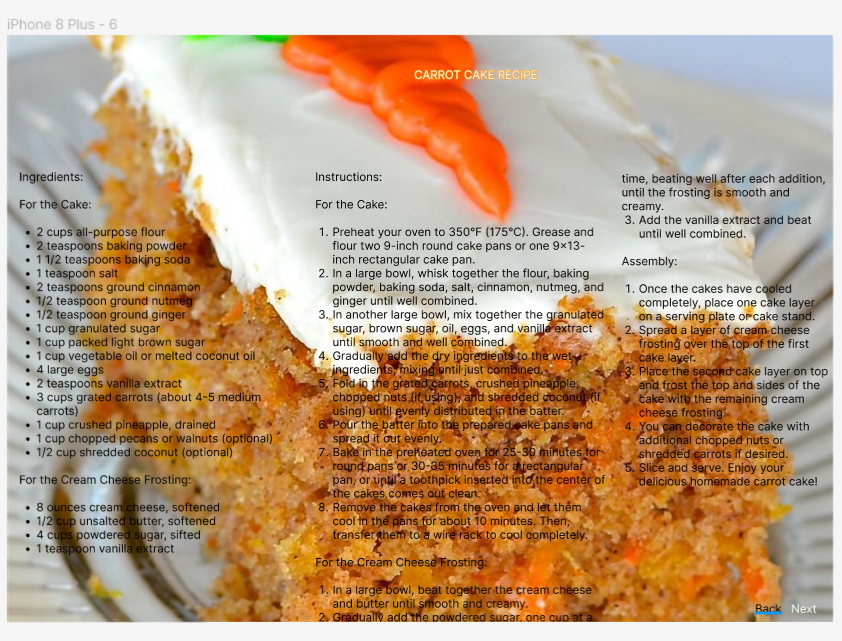 iPhone 8 Plus - 6
CARROT CAKE RECIPE
Ingredients:
For the Cake:
• 2 cups all-purpose flour
• 2 teaspoons baking powder
• 1 1/2 teaspoons baking soda
• 1 teaspoon salt
• 2 teaspoons ground cinnamon
• 1/2 teaspoon ground nutmeg
• 1/2 teaspoon ground ginger
• 1 cup granulated sugar
• 1 cup packed light brown sugar
• 1 cup vegetable oil or melted coconut oil
• 4 large eggs
• 2 teaspoons vanilla extract
• 3 cups grated carrots (about 4-5 medium
carrots)
• 1 cup crushed pineapple, drained
• 1 cup chopped pecans or walnuts (optional)
• 1/2 cup shredded coconut (optional)
For the Cream Cheese Frosting:
• 8 ounces cream cheese, softened
• 1/2 cup unsalted butter, softened
• 4 cups powdered sugar, sifted
• 1 teaspoon vanilla extract
Instructions:
For the Cake:
1. Preheat your oven to 350°F (175°C). Grease and
flour two 9-inch round cake pans or one 9×13-
inch rectangular cake pan.
2. In a large bowl, whisk together the flour, baking
powder, baking soda, salt, cinnamon, nutmeg, and
ginger until well combined.
3. In another large bowl, mix together the granulated
sugar, brown sugar, oil, eggs, and vanilla extract
until smooth and well combined.
4. Gradually add the dry ingredients to the wet
ingredients, mixing until just combined.
5. Fold in the grated carrots, crushed pineapple,
chopped nuts (if using), and shredded coconut (if
using) until evenly distributed in the batter.
6. Pour the batter into the prepared cake pans and
spread it out evenly.
7. Bake in the preheated oven for 25-30 minutes for
round pans or 30-35 minutes for a rectangular
pan, or until a toothpick inserted into the center of
the cakes comes out clean.
8. Remove the cakes from the oven and let them
cool in the pans for about 10 minutes. Then,
transfer them to a wire rack to cool completely.
For the Cream Cheese Frosting:
1. In a large bowl, beat together the cream cheese
and butter until smooth and creamy.
2. Gradually add the powdered sugar, one cup at a
time, beating well after each addition,
until the frosting is smooth and
creamy.
3. Add the vanilla extract and beat
until well combined.
Assembly:
1. Once the cakes have cooled
completely, place one cake layer
on a serving plate or cake stand.
2. Spread a layer of cream cheese
frosting over the top of the first
cake layer.
3. Place the second cake layer on top
and frost the top and sides of the
cake with the remaining cream
cheese frosting.
4. You can decorate the cake with
additional chopped nuts or
shredded carrots if desired.
5. Slice and serve. Enjoy your
delicious homemade carrot cake!
Back Next